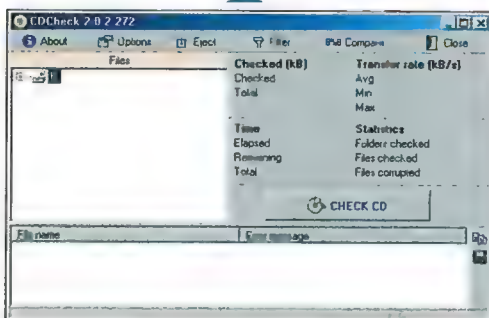 CDCheck 2.0.2.272
About Options Eject Filter Compare Close
Files
Checked (kB) Transfer rate (kB/s)
Checked Avg
Total Min
Max
Time Statistics
Elapsed Folders checked
Remaining Files checked
Total Files corrupted
CHECK CD
File name Error message